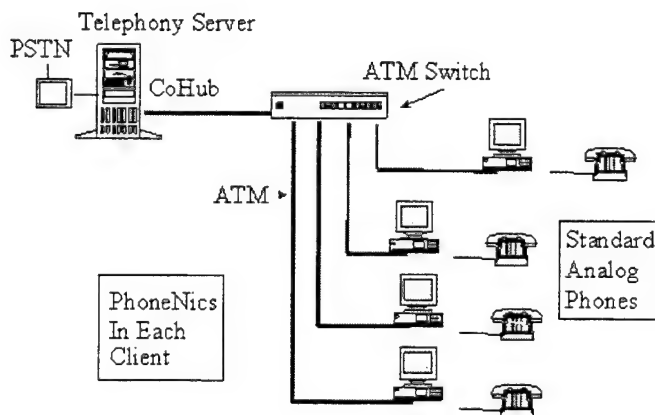 Telephony Server
PSTN
CoHub
ATM Switch
ATM
PhoneNics
In Each
Client
Standard
Analog
Phones